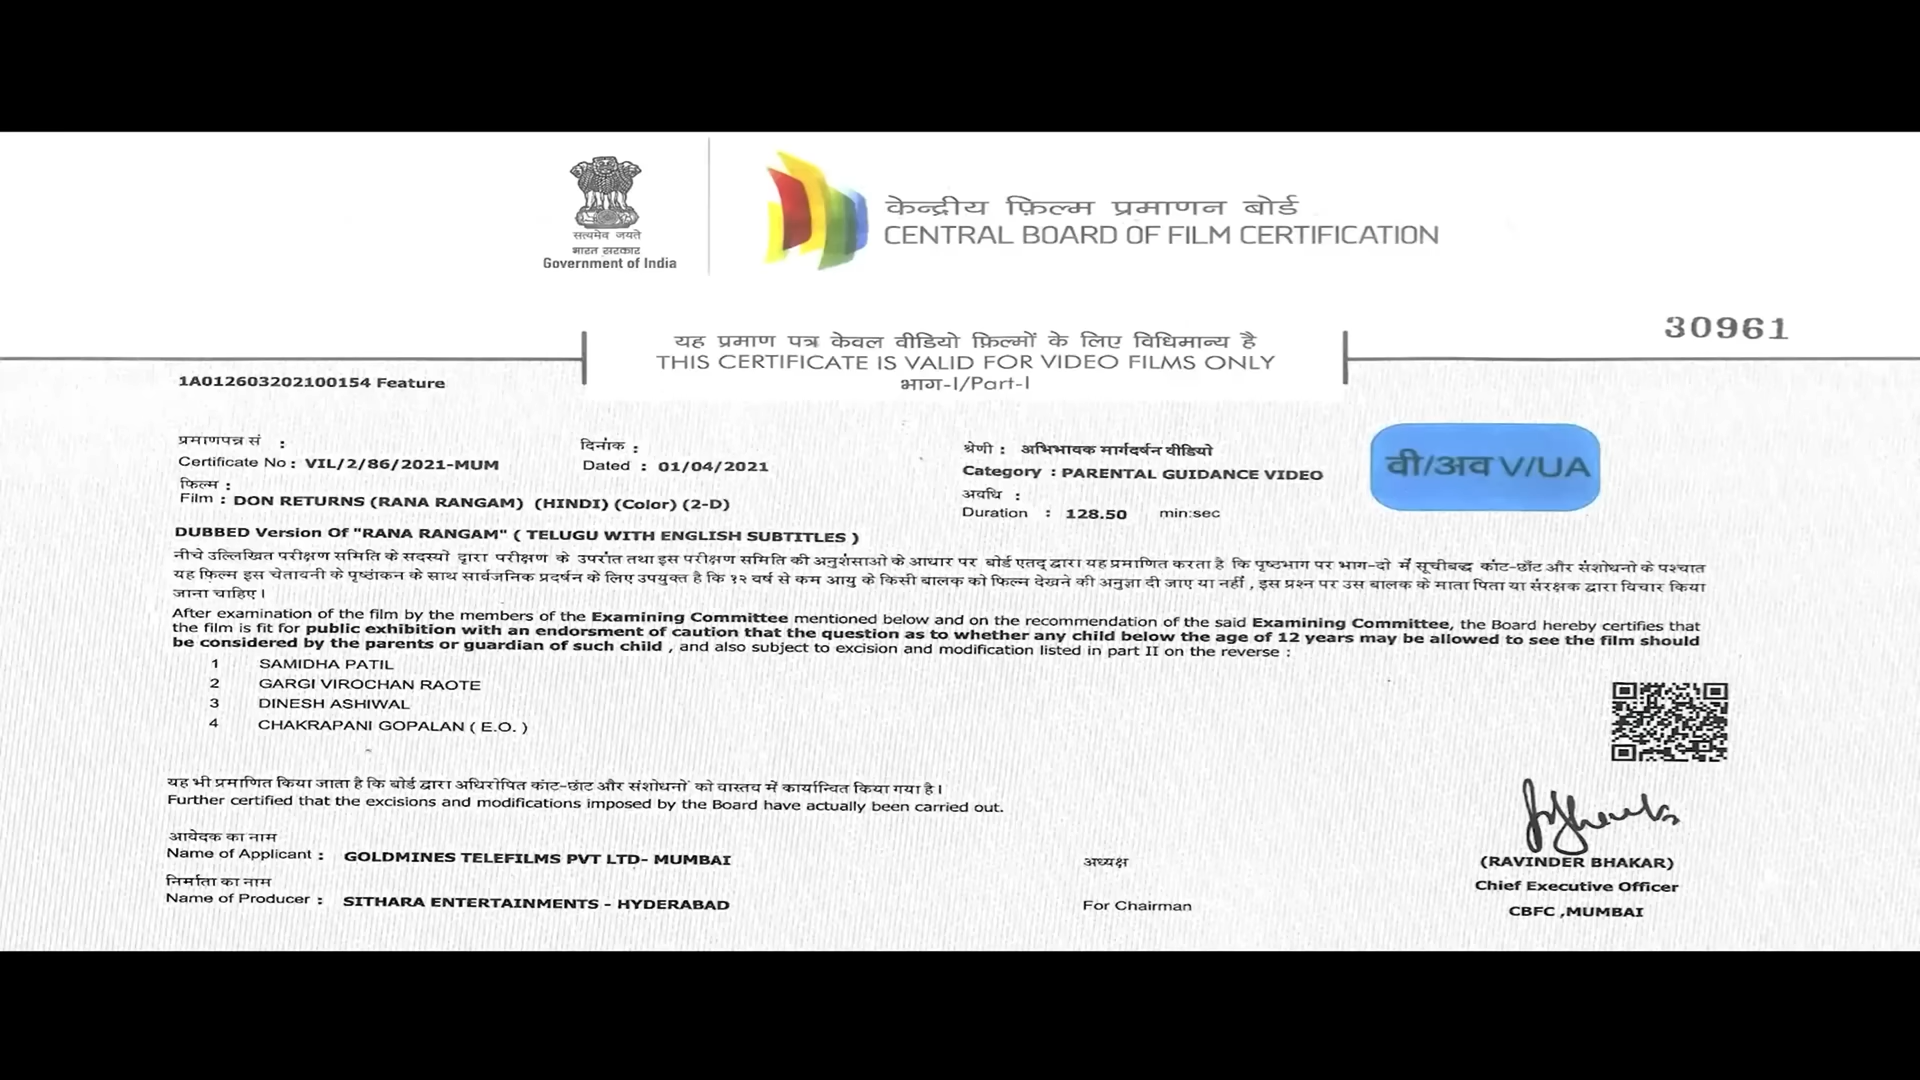 सत्यमेव जयते
भारत सरकार
Government of India
केन्द्रीय फ़िल्म प्रमाणन बोर्ड
CENTRAL BOARD OF FILM CERTIFICATION
30961
यह प्रमाण पत्र केवल वीडियो फ़िल्मों के लिए विधिमान्य है
THIS CERTIFICATE IS VALID FOR VIDEO FILMS ONLY
भाग-I/Part-I
1A012603202100154 Feature
प्रमाणपत्र सं :
Certificate No : VIL/2/86/2021-MUM
दिनांक :
Dated : 01/04/2021
श्रेणी : अभिभावक मार्गदर्षन वीडियो
Category : PARENTAL GUIDANCE VIDEO
वी/अव V/UA
फिल्म :
Film : DON RETURNS (RANA RANGAM) (HINDI) (Color) (2-D)
अवधि :
Duration : 128.50 min:sec
DUBBED Version Of "RANA RANGAM" ( TELUGU WITH ENGLISH SUBTITLES )
नीचे उल्लिखित परीक्षण समिति के सदस्यों द्वारा परीक्षण के उपरांत तथा इस परीक्षण समिति की अनुशंसाओ के आधार पर बोर्ड एतद् द्वारा यह प्रमाणित करता है कि पृष्ठभाग पर भाग-दो में सूचीबद्ध कांट-छाँट और संशोधनो के पश्चात
यह फिल्म इस चेतावनी के पृष्ठांकन के साथ सार्वजनिक प्रदर्षन के लिए उपयुक्त है कि १२ वर्ष से कम आयु के किसी बालक को फिल्म देखने की अनुज्ञा दी जाए या नहीं , इस प्रश्न पर उस बालक के माता पिता या संरक्षक द्वारा विचार किया
जाना चाहिए ।
After examination of the film by the members of the Examining Committee mentioned below and on the recommendation of the said Examining Committee, the Board hereby certifies that
the film is fit for public exhibition with an endorsment of caution that the question as to whether any child below the age of 12 years may be allowed to see the film should
be considered by the parents or guardian of such child , and also subject to excision and modification listed in part II on the reverse :
1 SAMIDHA PATIL
2 GARGI VIROCHAN RAOTE
3 DINESH ASHIWAL
4 CHAKRAPANI GOPALAN ( E.O. )
यह भी प्रमाणित किया जाता है कि बोर्ड द्वारा अधिरोपित कांट-छांट और संशोधनों को वास्तव में कार्यान्वित किया गया है ।
Further certified that the excisions and modifications imposed by the Board have actually been carried out.
आवेदक का नाम
Name of Applicant : GOLDMINES TELEFILMS PVT LTD- MUMBAI
निर्माता का नाम
Name of Producer : SITHARA ENTERTAINMENTS - HYDERABAD
अध्यक्ष
For Chairman
(RAVINDER BHAKAR)
Chief Executive Officer
CBFC ,MUMBAI